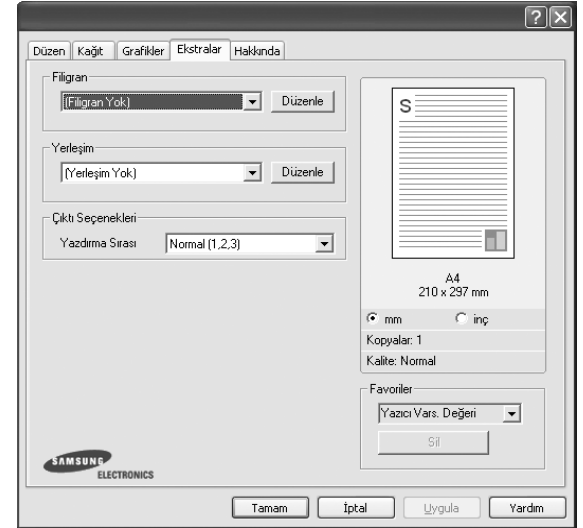 Düzen Kağıt Grafikler Ekstralar Hakkında
Filigran
(Filigran Yok) Düzenle
Yerleşim
(Yerleşim Yok) Düzenle
Çıktı Seçenekleri
Yazdırma Sırası Normal (1,2,3)
S
A4
210 x 297 mm
mm inç
Kopyalar: 1
Kalite: Normal
Favoriler
Yazıcı Vars. Değeri
Sil
SAMSUNG
ELECTRONICS
Tamam İptal Uygula Yardım